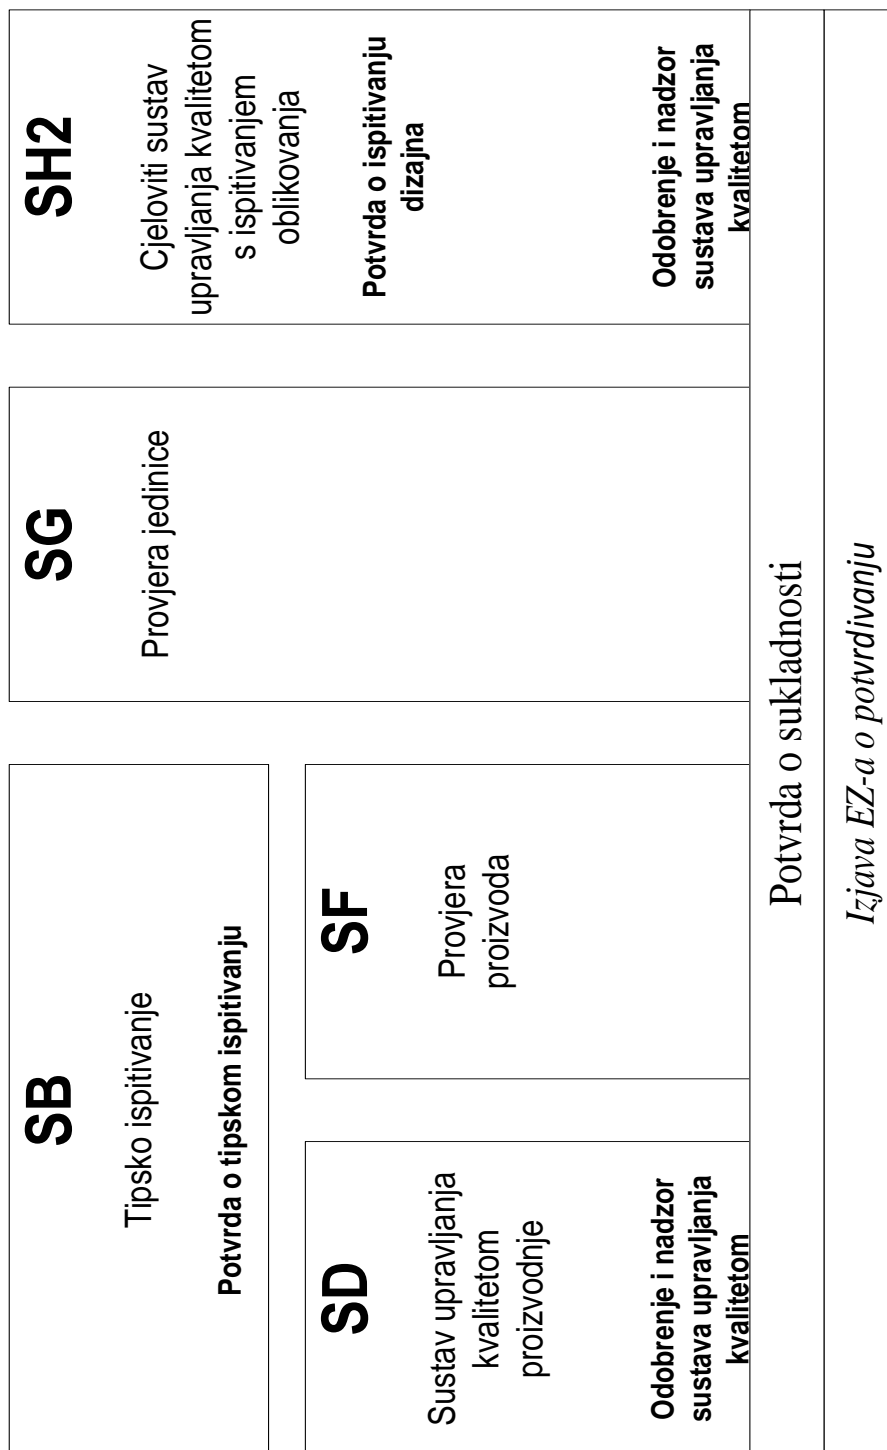 SB
Tipsko ispitivanje
Potvrda o tipskom ispitivanju
SD
Sustav upravljanja
kvalitetom
proizvodnje
Odobrenje i nadzor
sustava upravljanja
kvalitetom
SF
Provjera
proizvoda
SG
Provjera jedinice
SH2
Cjeloviti sustav
upravljanja kvalitetom
s ispitivanjem
oblikovanja
Potvrda o ispitivanju
dizajna
Odobrenje i nadzor
sustava upravljanja
kvalitetom
Potvrda o sukladnosti
Izjava EZ-a o potvrdivanju